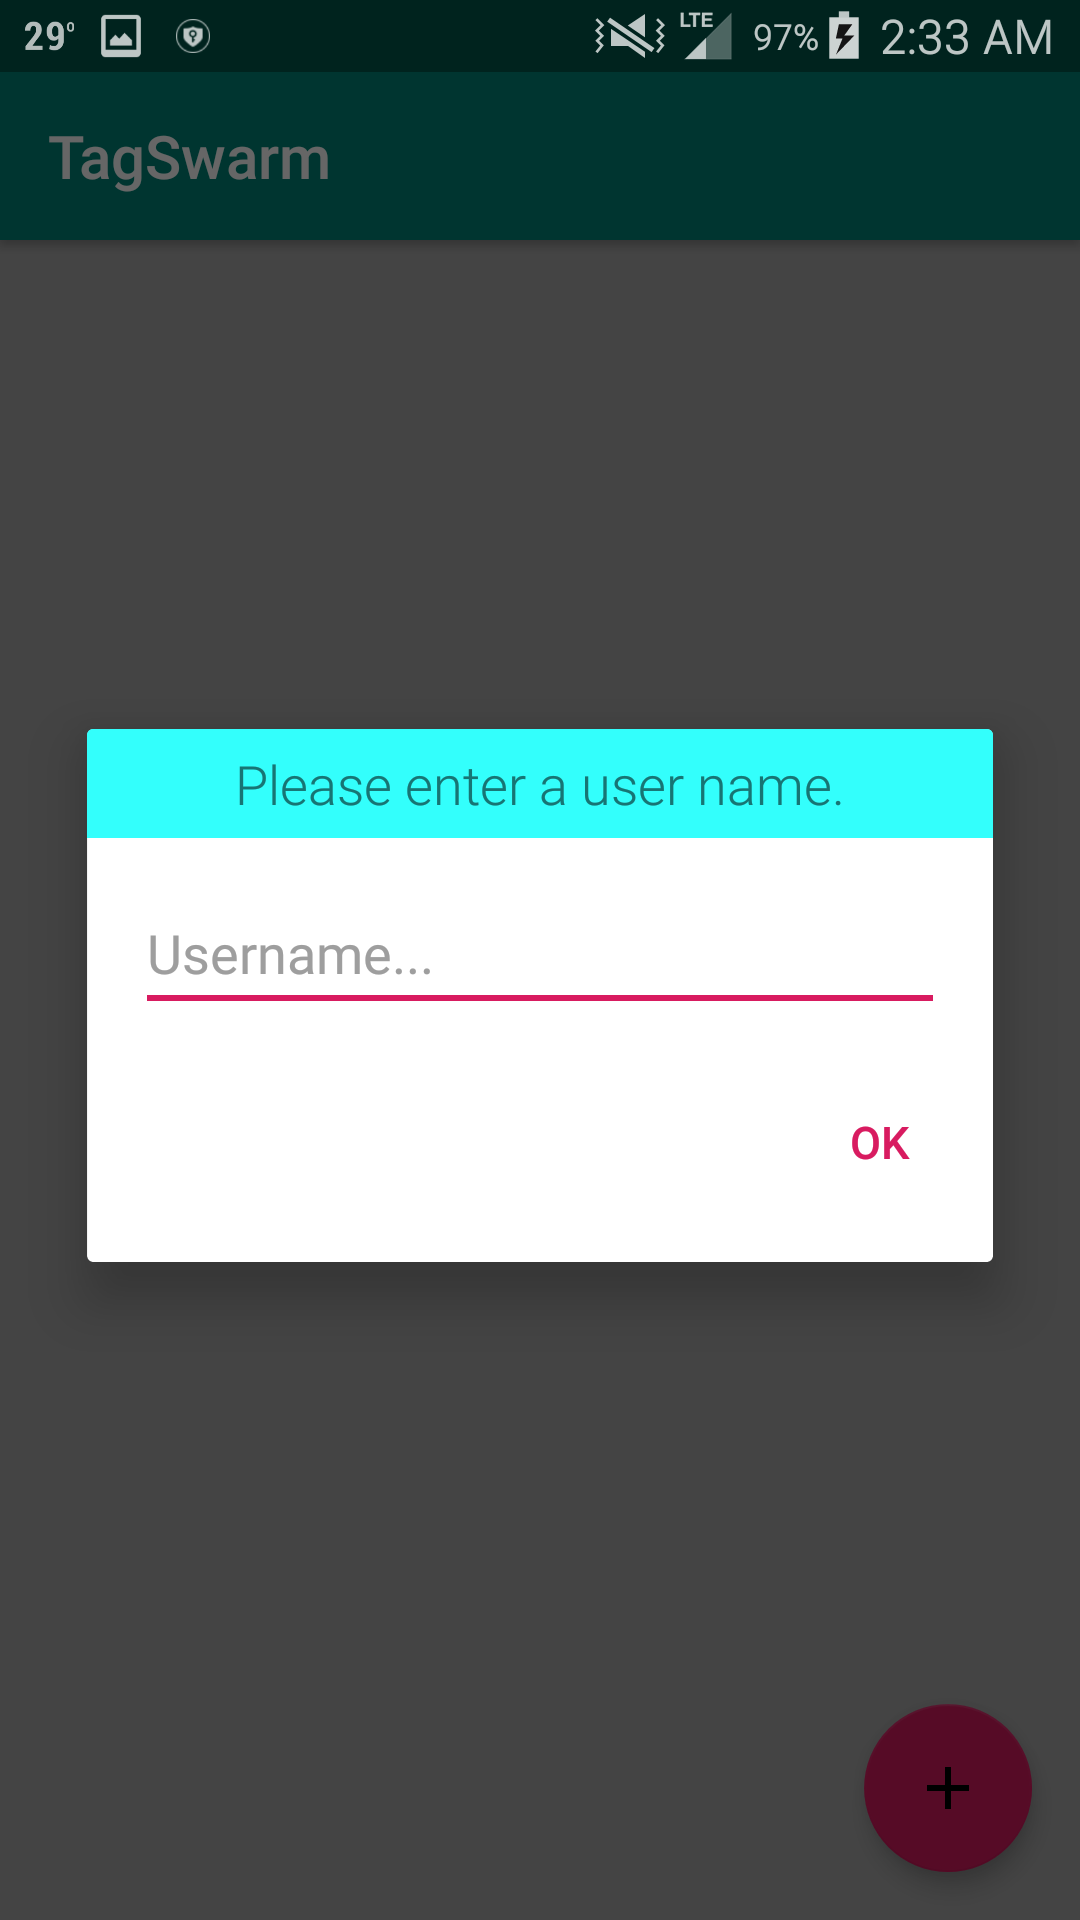 29° LTE 97% 2:33 AM
TagSwarm
Please enter a user name.
Username...
OK